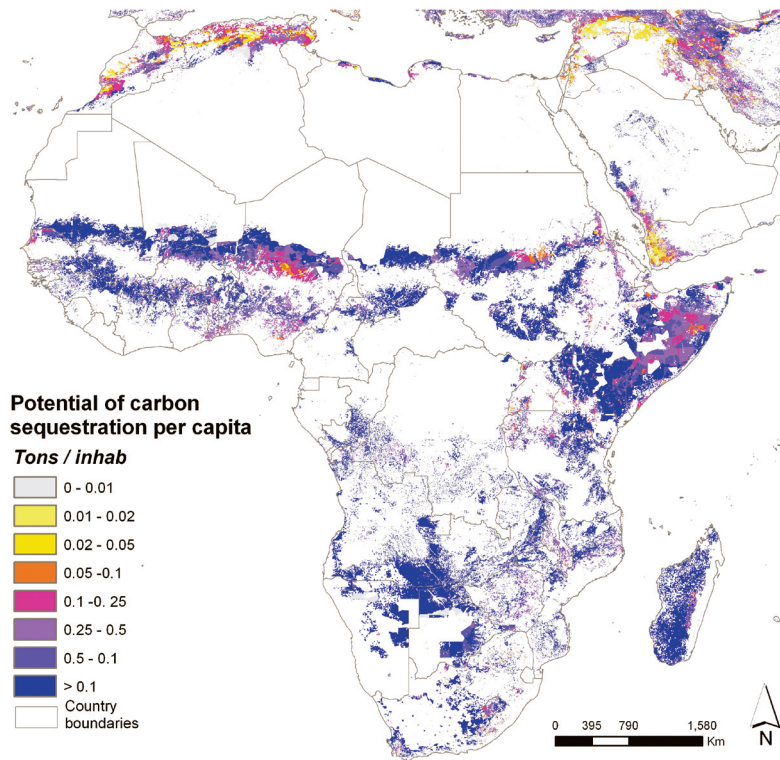 Potential of carbon
sequestration per capita
Tons / inhab
0 - 0.01
0.01 - 0.02
0.02 - 0.05
0.05 -0.1
0.1 -0. 25
0.25 - 0.5
0.5 - 0.1
> 0.1
Country
boundaries
0 395 790 1,580
Km
N